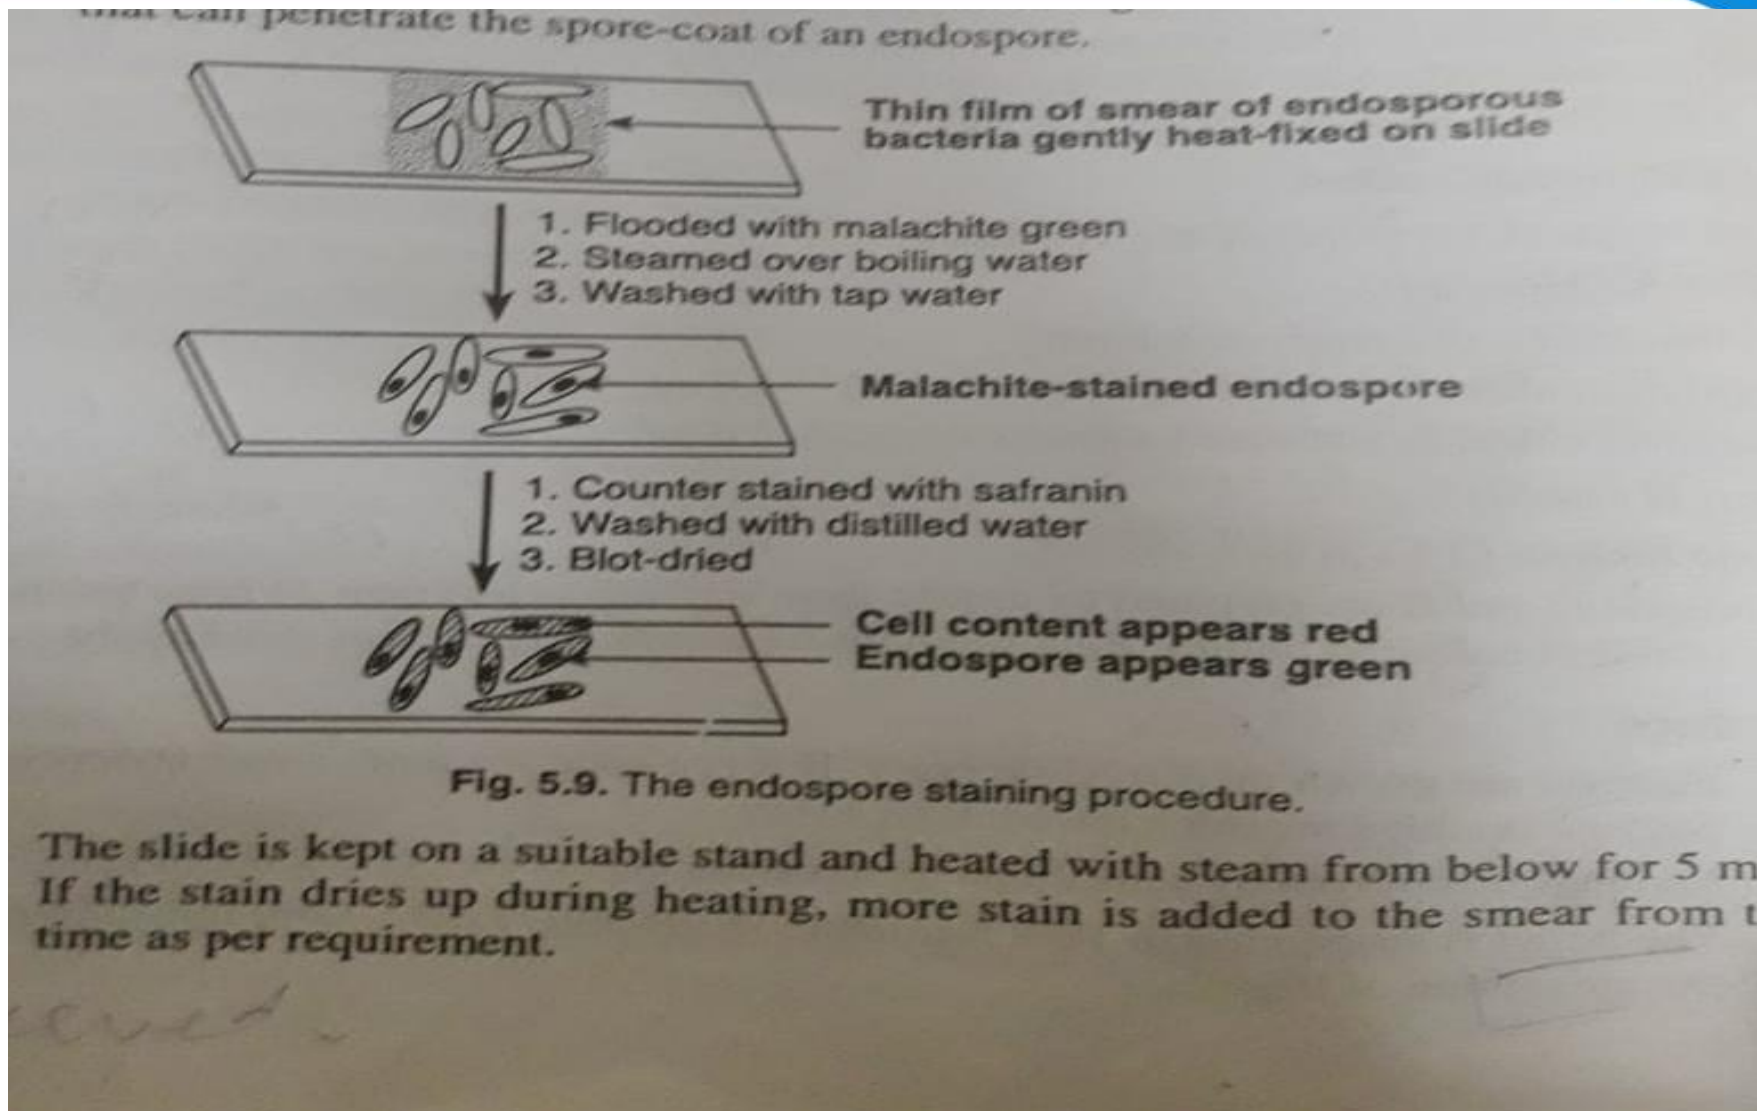 that can penetrate the spore-coat of an endospore.
Thin film of smear of endosporous
bacteria gently heat-fixed on slide
1. Flooded with malachite green
2. Steamed over boiling water
3. Washed with tap water
Malachite-stained endospore
1. Counter stained with safranin
2. Washed with distilled water
3. Blot-dried
Cell content appears red
Endospore appears green
Fig. 5.9. The endospore staining procedure.
The slide is kept on a suitable stand and heated with steam from below for 5 m
If the stain dries up during heating, more stain is added to the smear from t
time as per requirement.